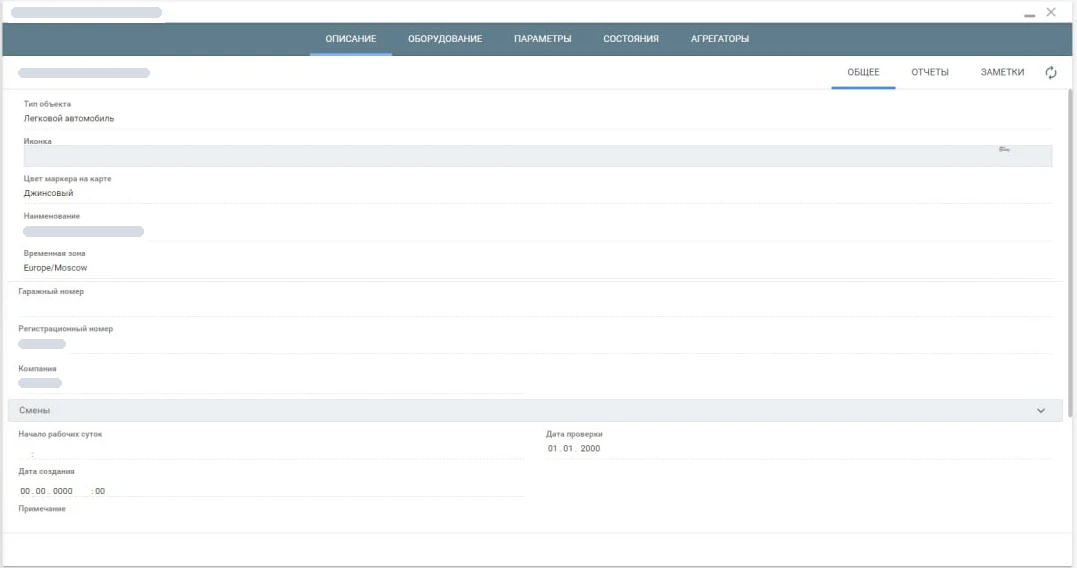 ОПИСАНИЕ ОБОРУДОВАНИЕ ПАРАМЕТРЫ СОСТОЯНИЯ АГРЕГАТОРЫ
ОБЩЕЕ ОТЧЕТЫ ЗАМЕТКИ
Тип объекта
Легковой автомобиль
Иконка
Цвет маркера на карте
Джинсовый
Наименование
Временная зона
Europe/Moscow
Гаражный номер
Регистрационный номер
Компания
Смены
Начало рабочих суток Дата проверки
: 01 . 01 . 2000
Дата создания
00 . 00 . 0000 : 00
Примечание